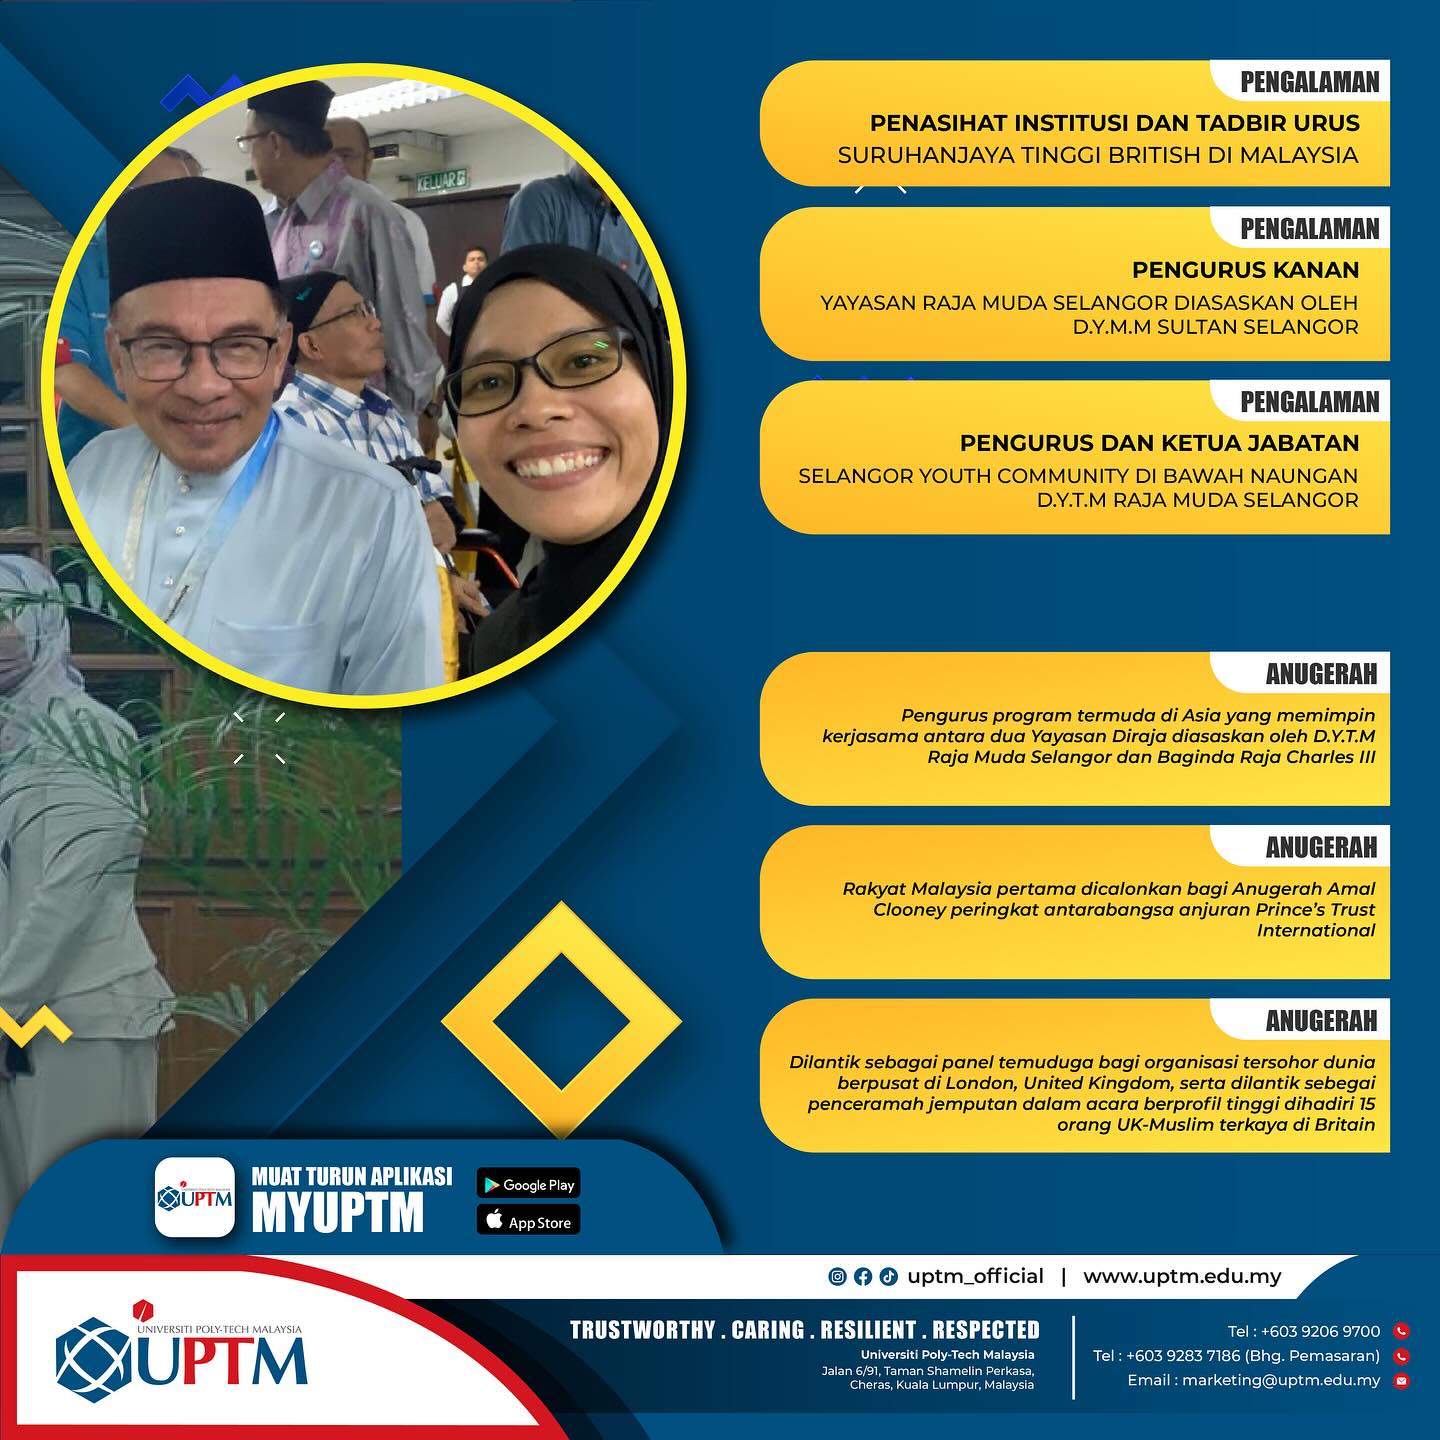 KELUAR
PENGALAMAN
PENASIHAT INSTITUSI DAN TADBIR URUS
SURUHANJAYA TINGGI BRITISH DI MALAYSIA
PENGALAMAN
PENGURUS KANAN
YAYASAN RAJA MUDA SELANGOR DIASASKAN OLEH
D.Y.M.M SULTAN SELANGOR
PENGALAMAN
PENGURUS DAN KETUA JABATAN
SELANGOR YOUTH COMMUNITY DI BAWAH NAUNGAN
D.Y.T.M RAJA MUDA SELANGOR
ANUGERAH
Pengurus program termuda di Asia yang memimpin
kerjasama antara dua Yayasan Diraja diasaskan oleh D.Y.T.M
Raja Muda Selangor dan Baginda Raja Charles III
ANUGERAH
Rakyat Malaysia pertama dicalonkan bagi Anugerah Amal
Clooney peringkat antarabangsa anjuran Prince's Trust
International
ANUGERAH
Dilantik sebagai panel temuduga bagi organisasi tersohor dunia
berpusat di London, United Kingdom, serta dilantik sebegai
penceramah jemputan dalam acara berprofil tinggi dihadiri 15
orang UK-Muslim terkaya di Britain
UPTM
MUAT TURUN APLIKASI
MYUPTM
Google Play
App Store
uptm_official | www.uptm.edu.my
UNIVERSITI POLY-TECH MALAYSIA
UPTM
TRUSTWORTHY . CARING . RESILIENT . RESPECTED
Universiti Poly-Tech Malaysia
Jalan 6/91, Taman Shamelin Perkasa,
Cheras, Kuala Lumpur, Malaysia
Tel : +603 9206 9700
Tel : +603 9283 7186 (Bhg. Pemasaran)
Email : marketing@uptm.edu.my